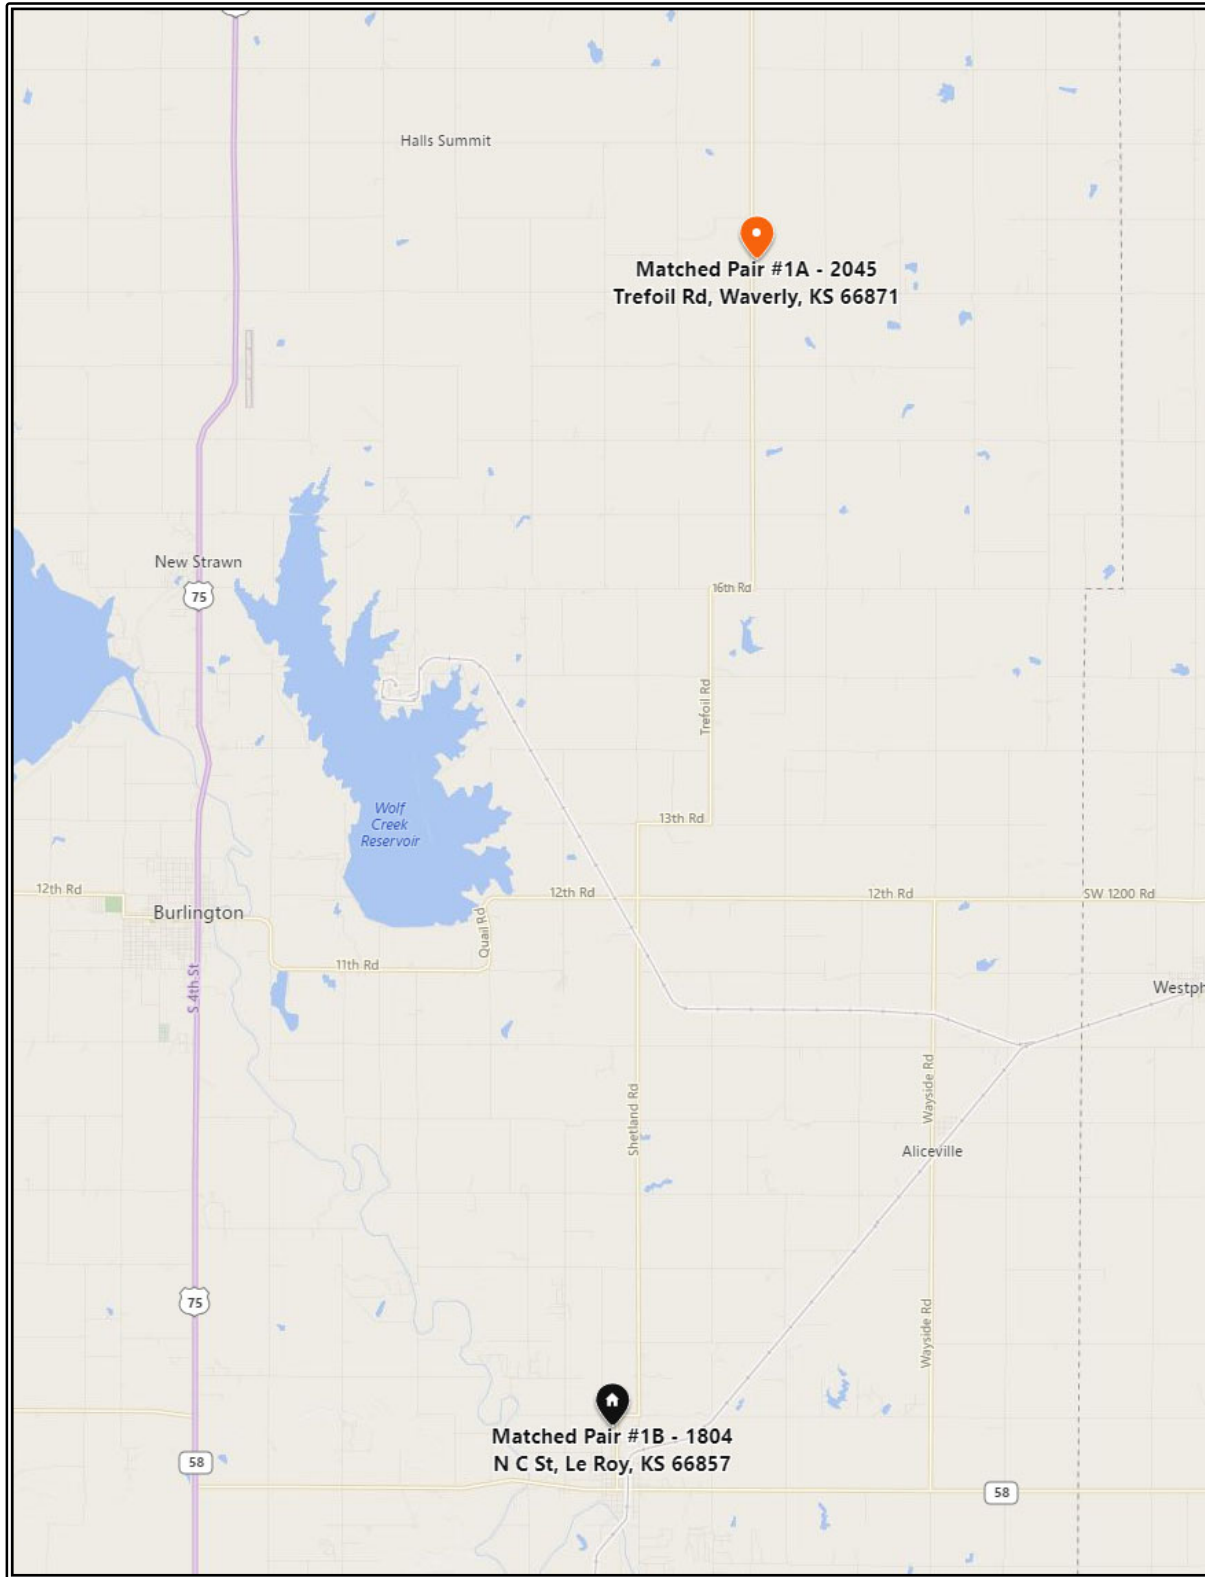 Halls Summit
Matched Pair #1A - 2045
Trefoil Rd, Waverly, KS 66871
New Strawn
75
16th Rd
Trefoil Rd
Wolf
Creek
Reservoir
13th Rd
12th Rd
12th Rd
12th Rd
SW 1200 Rd
Burlington
Quail Rd
11th Rd
S 4th St
Westph
Wayside Rd
Shetland Rd
Aliceville
75
Wayside Rd
Matched Pair #1B - 1804
N C St, Le Roy, KS 66857
58
58